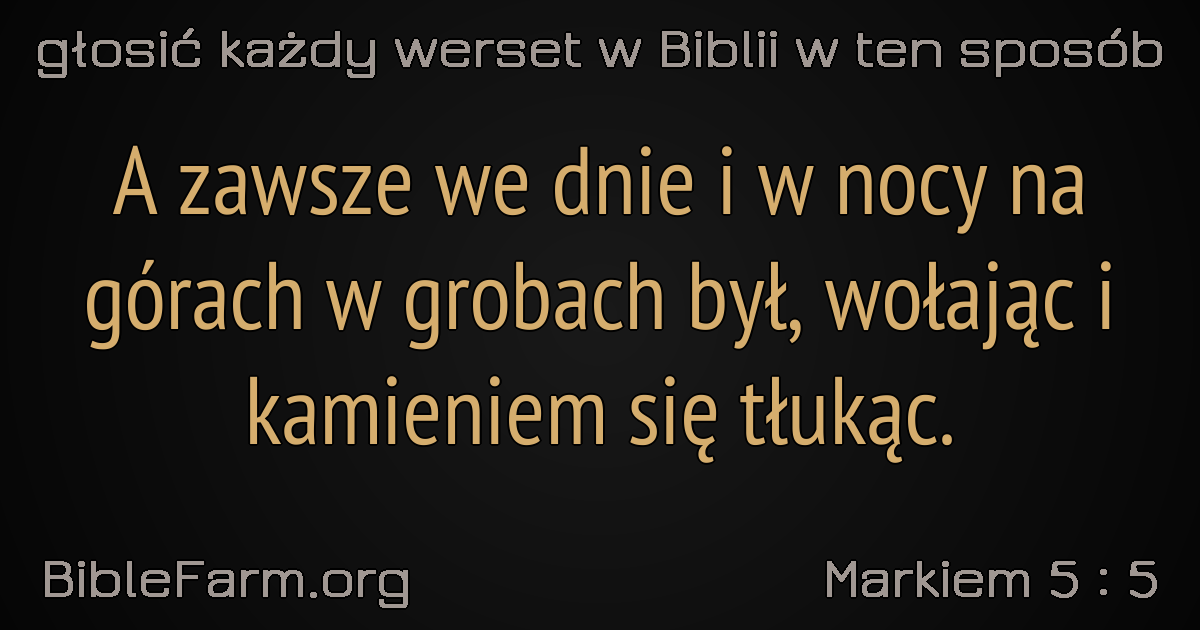 głosić każdy werset w Biblii w ten sposób
A zawsze we dnie i w nocy na
górach w grobach był, wołając i
kamieniem się tłukąc.
BibleFarm.org
Markiem 5 : 5